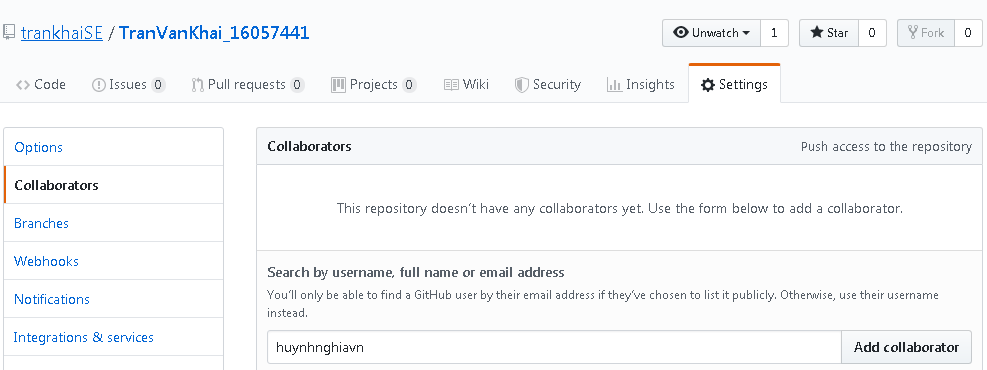 trankhaiSE / TranVanKhai_16057441 Unwatch 1 Star 0 Fork 0
Code Issues 0 Pull requests 0 Projects 0 Wiki Security Insights Settings
Options
Collaborators
Branches
Webhooks
Notifications
Integrations & services
Collaborators Push access to the repository
This repository doesn't have any collaborators yet. Use the form below to add a collaborator.
Search by username, full name or email address
You'll only be able to find a GitHub user by their email address if they've chosen to list it publicly. Otherwise, use their username
instead.
huynhnghiavn Add collaborator